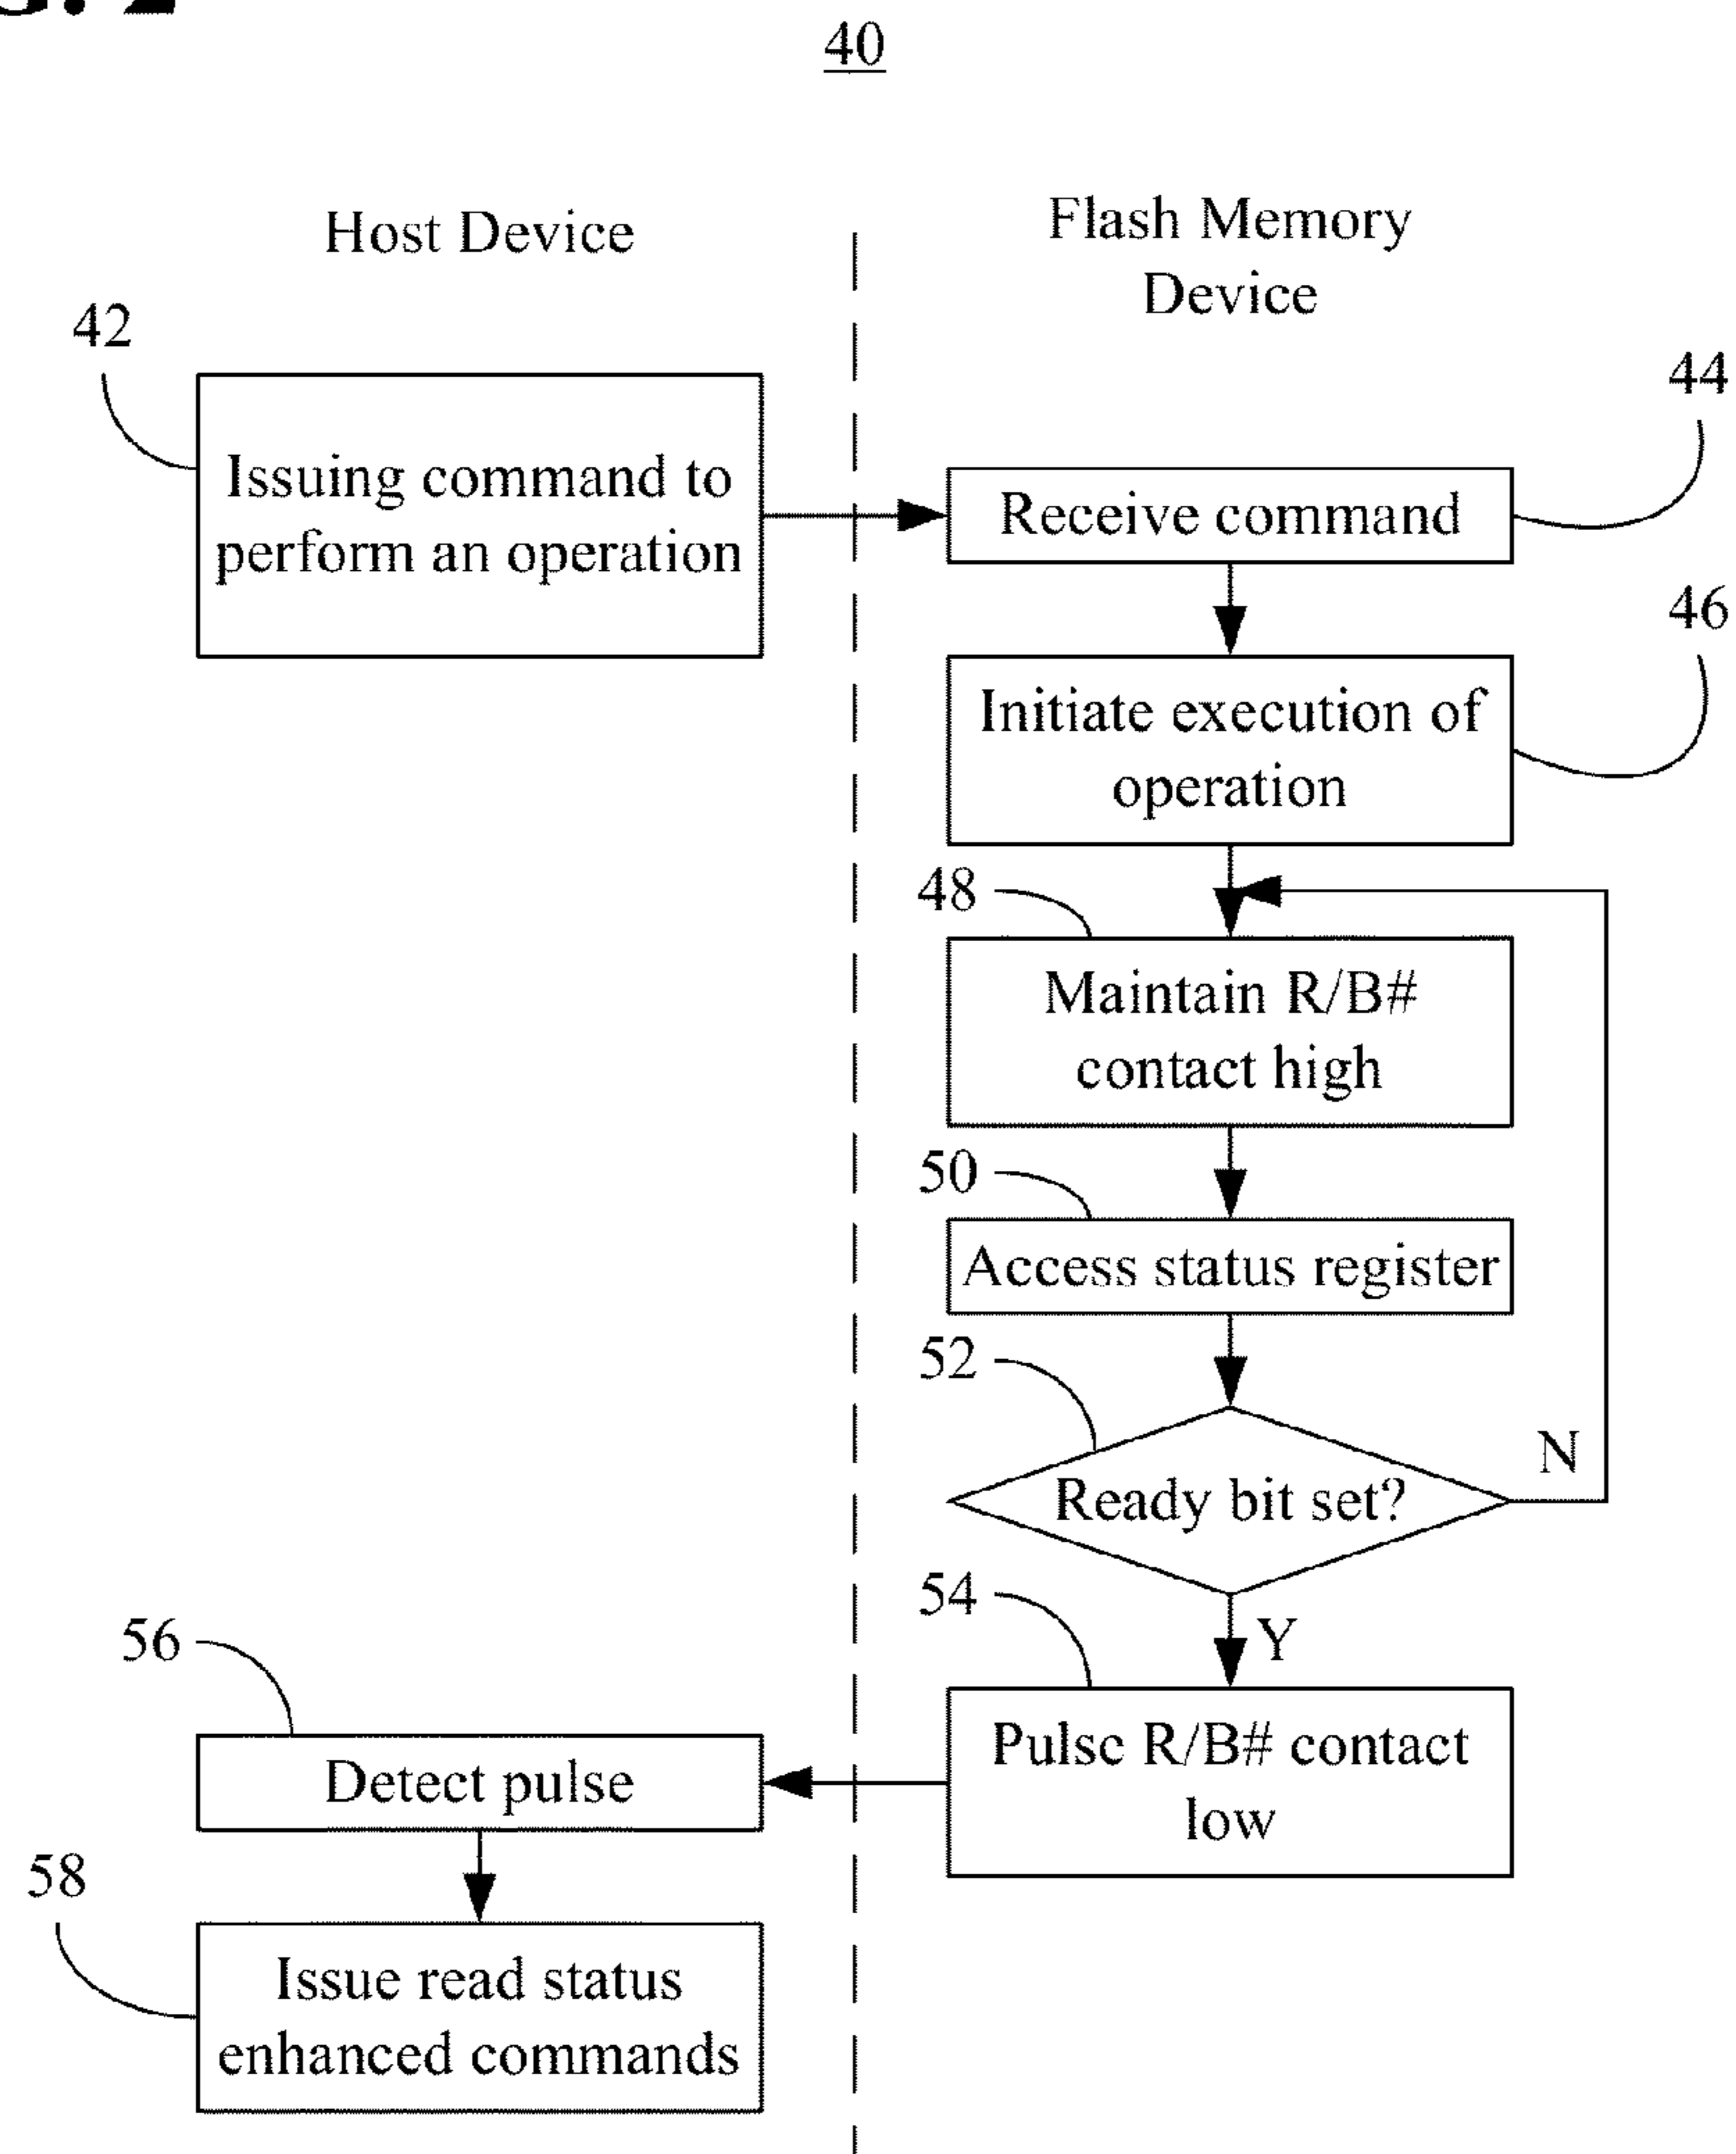 40
Host Device
Flash Memory
Device
42
Issuing command to
perform an operation
44
Receive command
46
Initiate execution of
operation
48
Maintain R/B#
contact high
50
Access status register
52
Ready bit set?
N
Y
54
Pulse R/B# contact
low
56
Detect pulse
58
Issue read status
enhanced commands